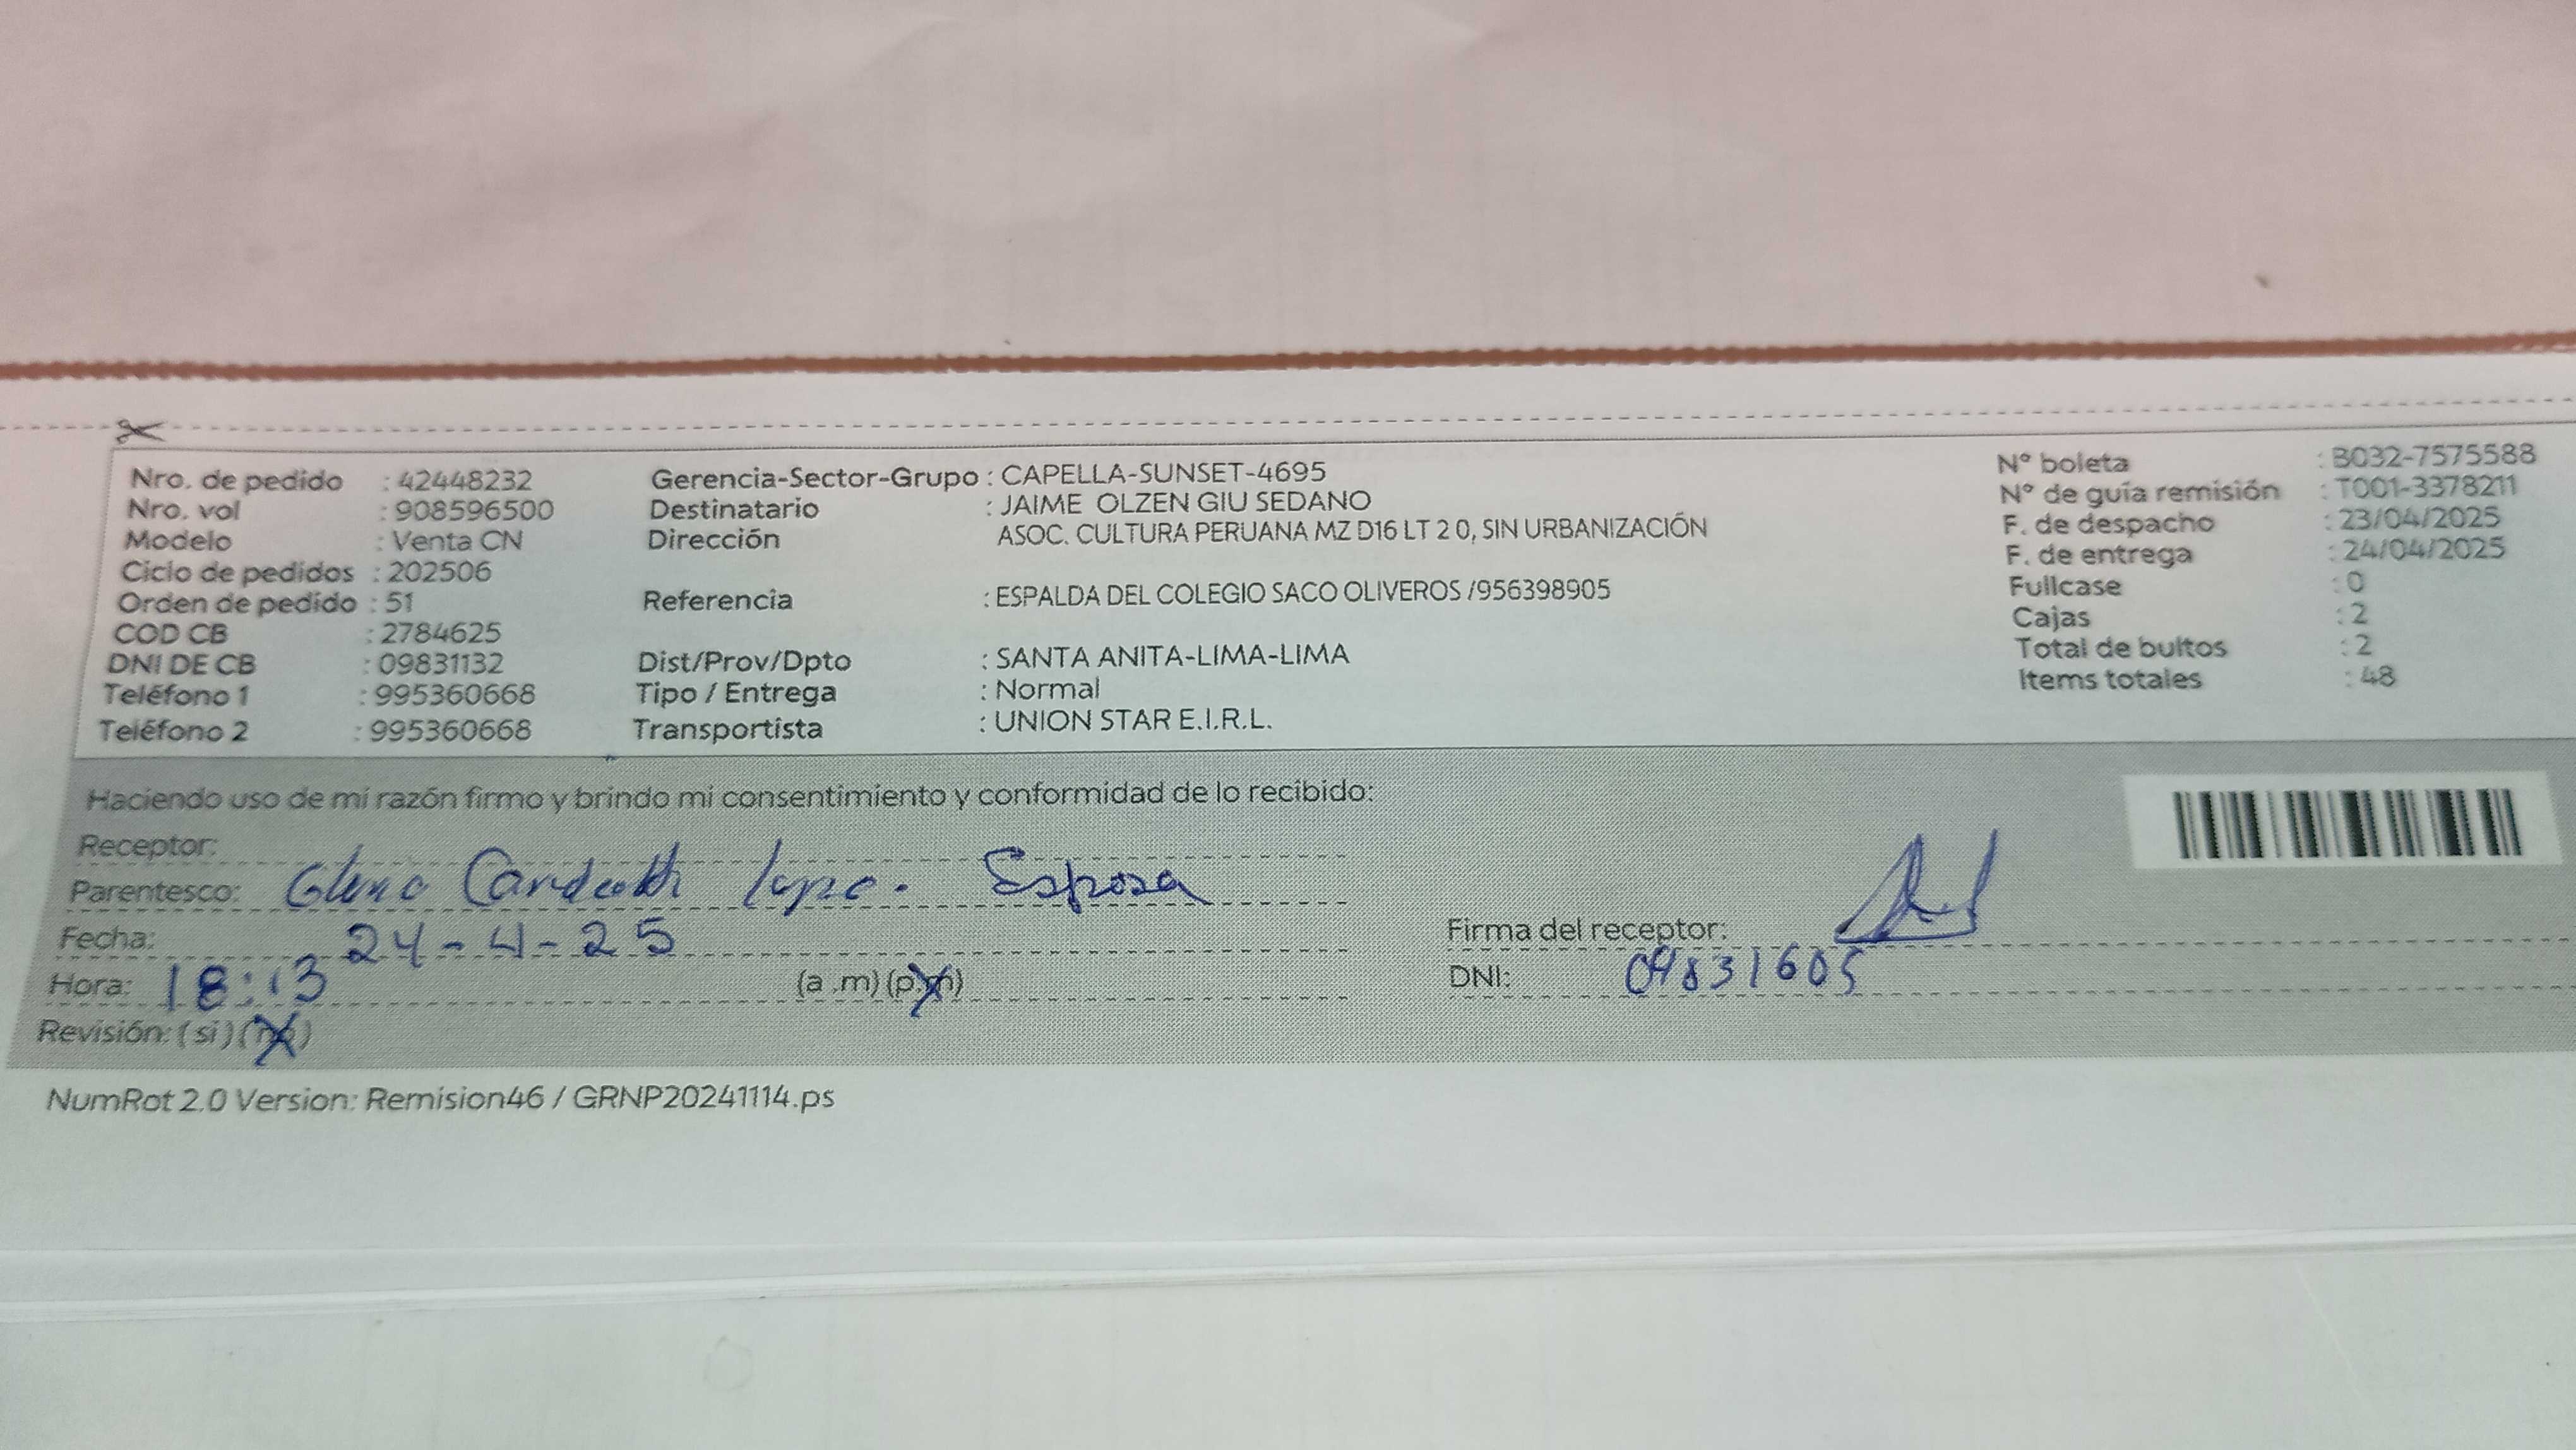 Nro. de pedido : 42448232
Nro. vol : 908596500
Modelo : Venta CN
Ciclo de pedidos : 202506
Orden de pedido : 51
COD CB : 2784625
DNI DE CB : 09831132
Teléfono 1 : 995360668
Teléfono 2 : 995360668
Gerencia-Sector-Grupo : CAPELLA-SUNSET-4695
Destinatario : JAIME OLZEN GIU SEDANO
Dirección ASOC. CULTURA PERUANA MZ D16 LT 2 0, SIN URBANIZACIÓN
Referencia : ESPALDA DEL COLEGIO SACO OLIVEROS /956398905
Dist/Prov/Dpto : SANTA ANITA-LIMA-LIMA
Tipo / Entrega : Normal
Transportista : UNION STAR E.I.R.L.
N° boleta : B032-7575588
N° de guía remisión : T001-3378211
F. de despacho : 23/04/2025
F. de entrega : 24/04/2025
Fullcase : 0
Cajas : 2
Total de bultos : 2
Items totales : 48
Haciendo uso de mi razón firmo y brindo mi consentimiento y conformidad de lo recibido:
Receptor:
Parentesco: Esposa
Fecha: 24-4-25
Hora: 18:13 (a .m) (p.m)
Revisión: (si) (no)
Firma del receptor:
DNI: 09831605
NumRot 2.0 Version: Remision46 / GRNP20241114.ps